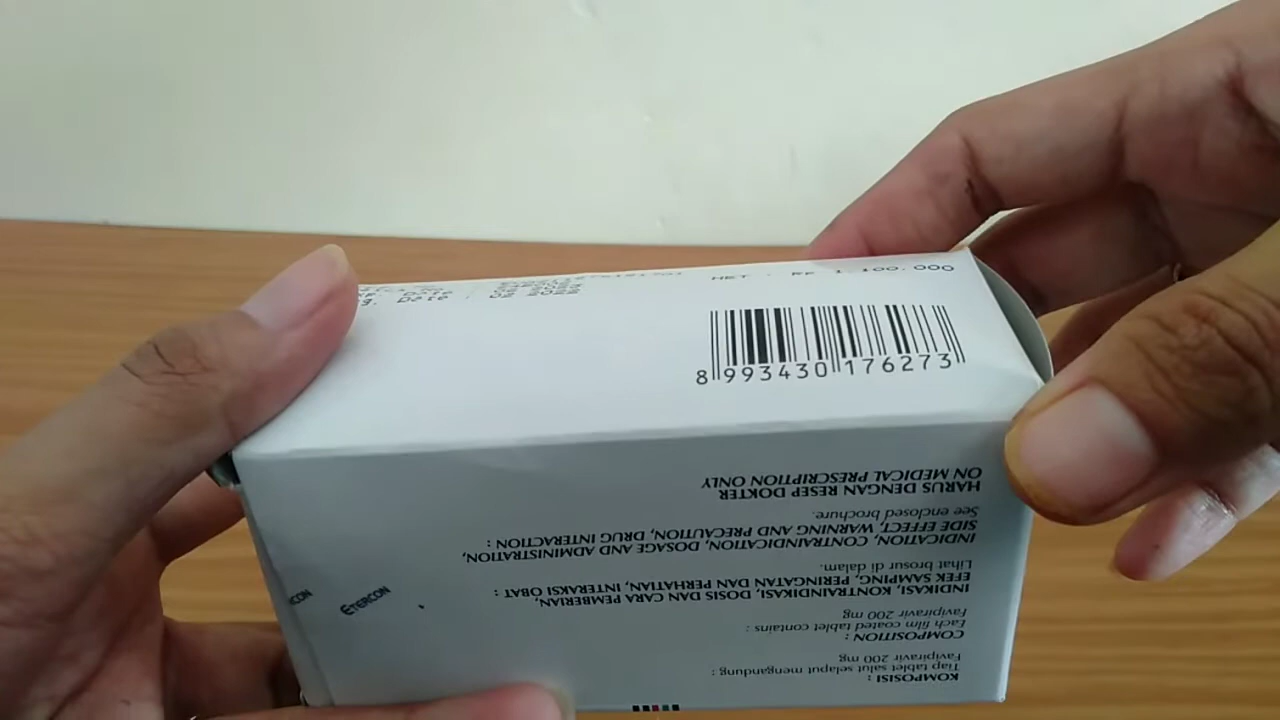 HET : RP 1.100.000
8993430176273
KOMPOSISI :
Tiap tablet salut selaput mengandung :
Favipiravir 200 mg
COMPOSITION :
Each film coated tablet contains :
Favipiravir 200 mg
INDIKASI, KONTRAINDIKASI, DOSIS DAN CARA PEMBERIAN,
EFEK SAMPING, PERINGATAN DAN PERHATIAN, INTERAKSI OBAT :
Lihat brosur di dalam.
INDICATION, CONTRAINDICATION, DOSAGE AND ADMINISTRATION,
SIDE EFFECT, WARNING AND PRECAUTION, DRUG INTERACTION :
See enclosed brochure.
HARUS DENGAN RESEP DOKTER
ON MEDICAL PRESCRIPTION ONLY
ETERCON